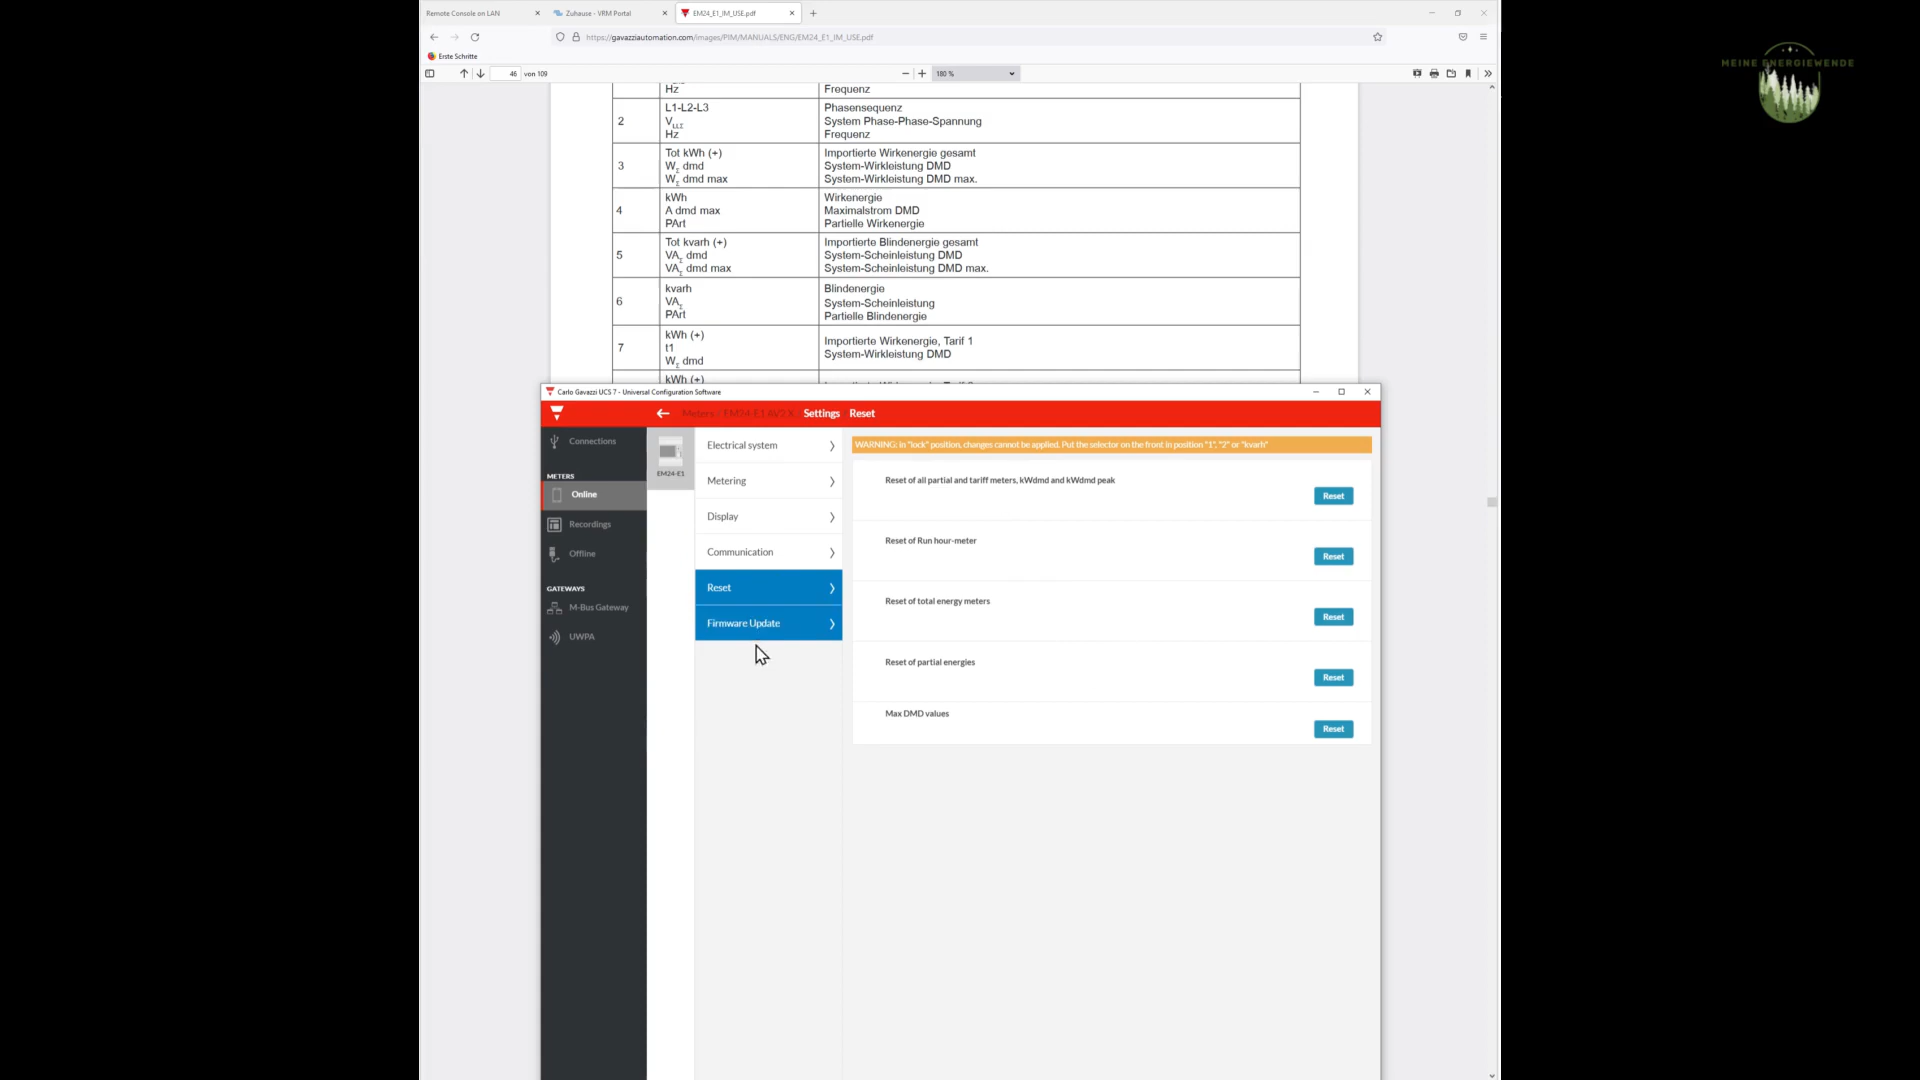 Remote Console on LAN
Zuhause - VRM Portal
EM24_E1_IM_USE.pdf
https://gavazziautomation.com/images/PIM/MANUALS/ENG/EM24_E1_IM_USE.pdf
Erste Schritte
46 von 109
180 %
MEINE ENERGIEWENDE
Hz Frequenz
2 L1-L2-L3 Phasensequenz
VLLΣ System Phase-Phase-Spannung
Hz Frequenz
3 Tot kWh (+) Importierte Wirkenergie gesamt
WΣ dmd System-Wirkleistung DMD
WΣ dmd max System-Wirkleistung DMD max.
4 kWh Wirkenergie
A dmd max Maximalstrom DMD
PArt Partielle Wirkenergie
5 Tot kvarh (+) Importierte Blindenergie gesamt
VAΣ dmd System-Scheinleistung DMD
VAΣ dmd max System-Scheinleistung DMD max.
6 kvarh Blindenergie
VAΣ System-Scheinleistung
PArt Partielle Blindenergie
7 kWh (+) Importierte Wirkenergie, Tarif 1
t1 System-Wirkleistung DMD
WΣ dmd
kWh (+)
Carlo Gavazzi UCS 7 - Universal Configuration Software
Meters / EM24-E1 AV2 X Settings Reset
Connections
METERS
Online
Recordings
Offline
GATEWAYS
M-Bus Gateway
UWPA
EM24-E1
Electrical system
Metering
Display
Communication
Reset
Firmware Update
WARNING: in "lock" position, changes cannot be applied. Put the selector on the front in position "1", "2" or "kvarh"
Reset of all partial and tariff meters, kWdmd and kWdmd peak
Reset
Reset of Run hour-meter
Reset
Reset of total energy meters
Reset
Reset of partial energies
Reset
Max DMD values
Reset